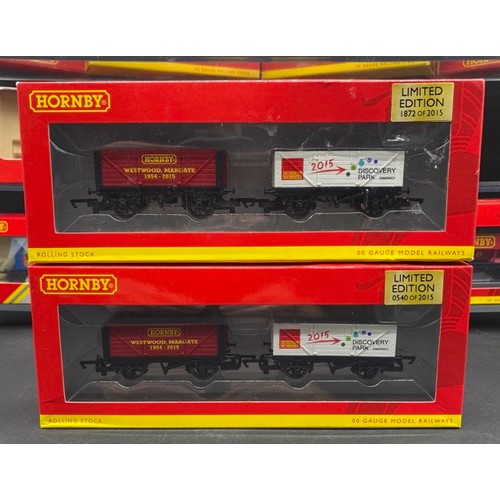 HORNBY®
LIMITED
EDITION
1872 OF 2015
HORNBY
WESTWOOD, MARGATE
1954 - 2015
2015
DISCOVERY
PARK SANDWICH
ROLLING STOCK
00 GAUGE MODEL RAILWAYS
HORNBY®
LIMITED
EDITION
0540 OF 2015
HORNBY
WESTWOOD, MARGATE
1954 - 2015
2015
DISCOVERY
PARK SANDWICH
ROLLING STOCK
00 GAUGE MODEL RAILWAYS